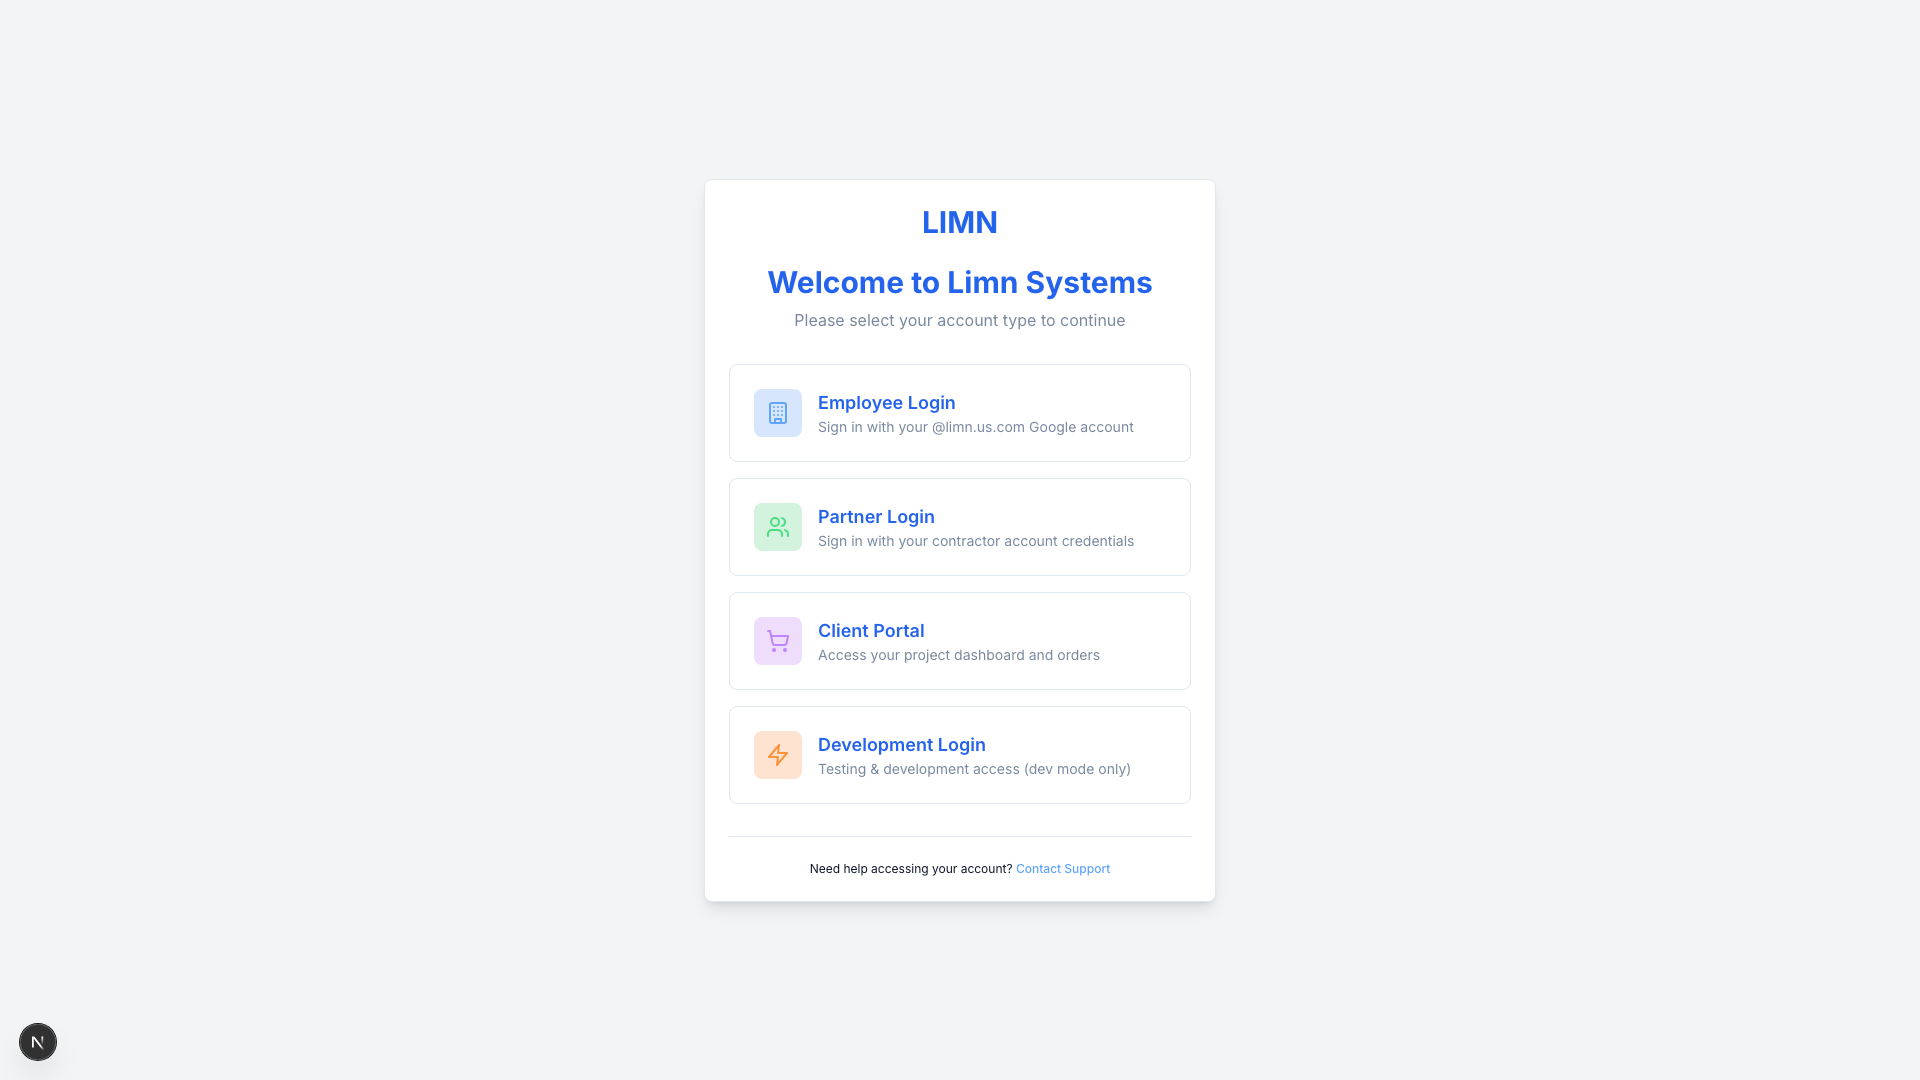 LIMN
Welcome to Limn Systems
Please select your account type to continue
Employee Login
Sign in with your @limn.us.com Google account
Partner Login
Sign in with your contractor account credentials
Client Portal
Access your project dashboard and orders
Development Login
Testing & development access (dev mode only)
Need help accessing your account? Contact Support
N